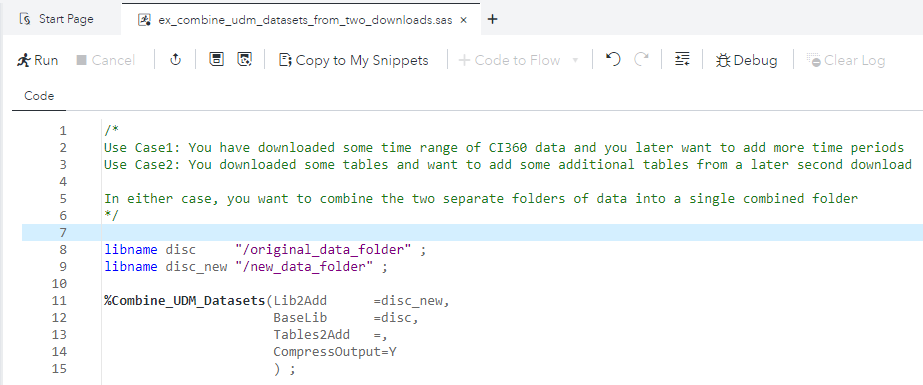 Start Page
ex_combine_udm_datasets_from_two_downloads.sas × +
Run Cancel Copy to My Snippets + Code to Flow Debug Clear Log
Code
1 /*
2 Use Case1: You have downloaded some time range of CI360 data and you later want to add more time periods
3 Use Case2: You downloaded some tables and want to add some additional tables from a later second download
4
5 In either case, you want to combine the two separate folders of data into a single combined folder
6 */
7
8 libname disc     "/original_data_folder" ;
9 libname disc_new "/new_data_folder" ;
10
11 %Combine_UDM_Datasets(Lib2Add      =disc_new,
12                       BaseLib      =disc,
13                       Tables2Add   =,
14                       CompressOutput=Y
15                       ) ;